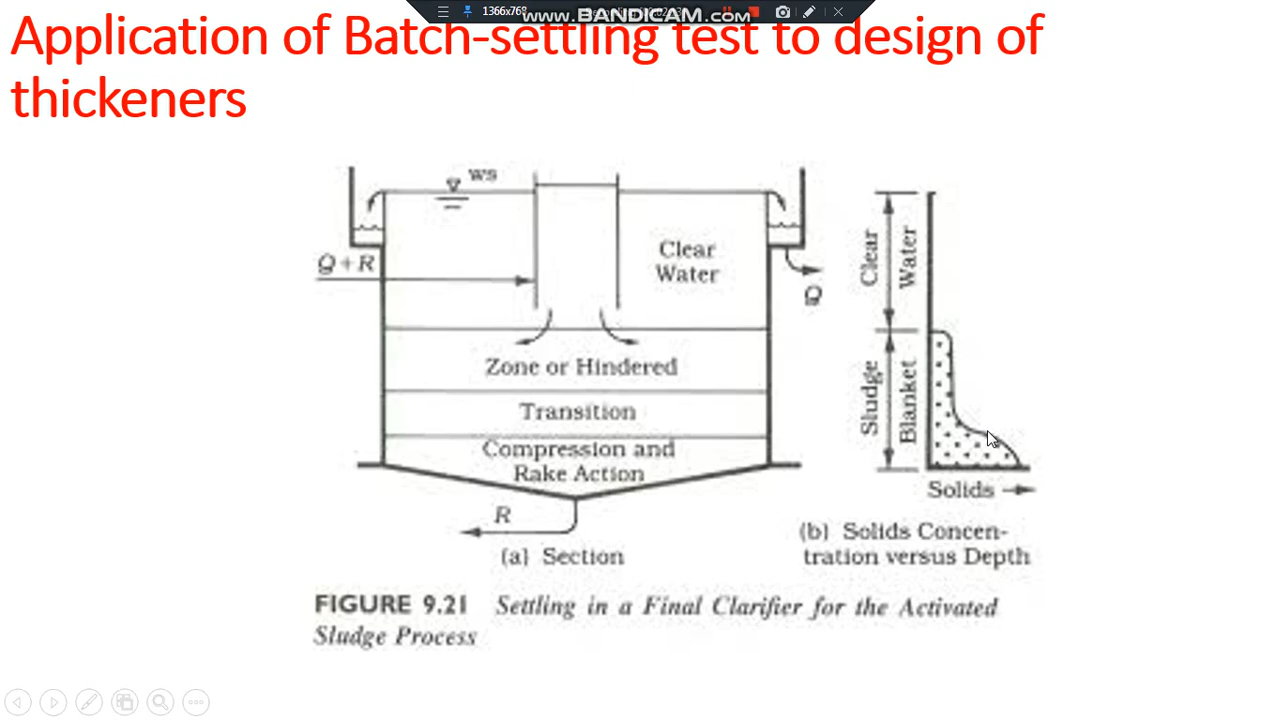 1366x768
www.BANDICAM.com
Application of Batch-settling test to design of
thickeners
ws
Q+R
Clear
Water
Q
Zone or Hindered
Transition
Compression and
Rake Action
R
(a) Section
Clear
Water
Sludge
Blanket
Solids
(b) Solids Concen-
tration versus Depth
FIGURE 9.21 Settling in a Final Clarifier for the Activated
Sludge Process